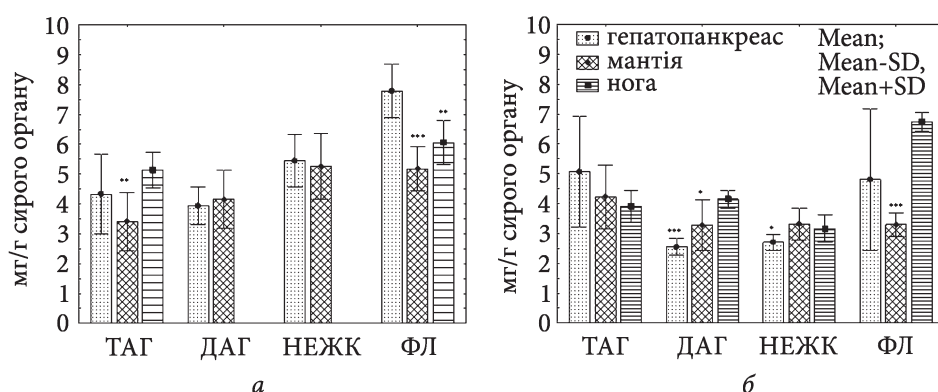 мг/г сирого органу
10
9
8
7
6
5
4
3
2
1
0
**
***
**
ТАГ ДАГ НЕЖК ФЛ
а
мг/г сирого органу
10
9
8
7
6
5
4
3
2
1
0
гепатопанкреас
мантія
нога
Mean;
Mean-SD,
Mean+SD
***
*
*
***
ТАГ ДАГ НЕЖК ФЛ
б